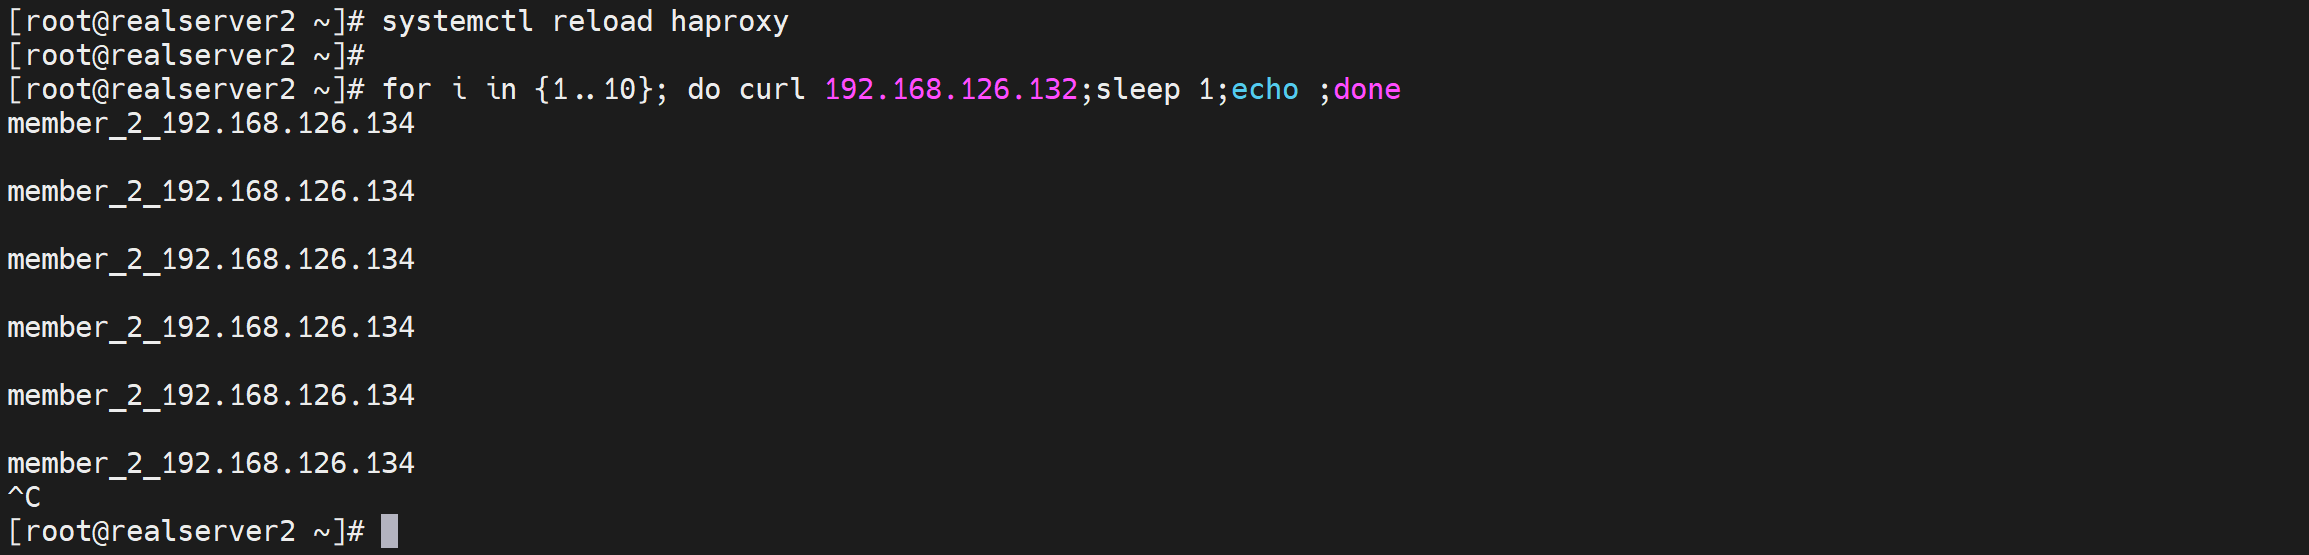 [root@realserver2 ~]# systemctl reload haproxy
[root@realserver2 ~]#
[root@realserver2 ~]# for i in {1..10}; do curl 192.168.126.132;sleep 1;echo ;done
member_2_192.168.126.134
member_2_192.168.126.134
member_2_192.168.126.134
member_2_192.168.126.134
member_2_192.168.126.134
member_2_192.168.126.134
^C
[root@realserver2 ~]#